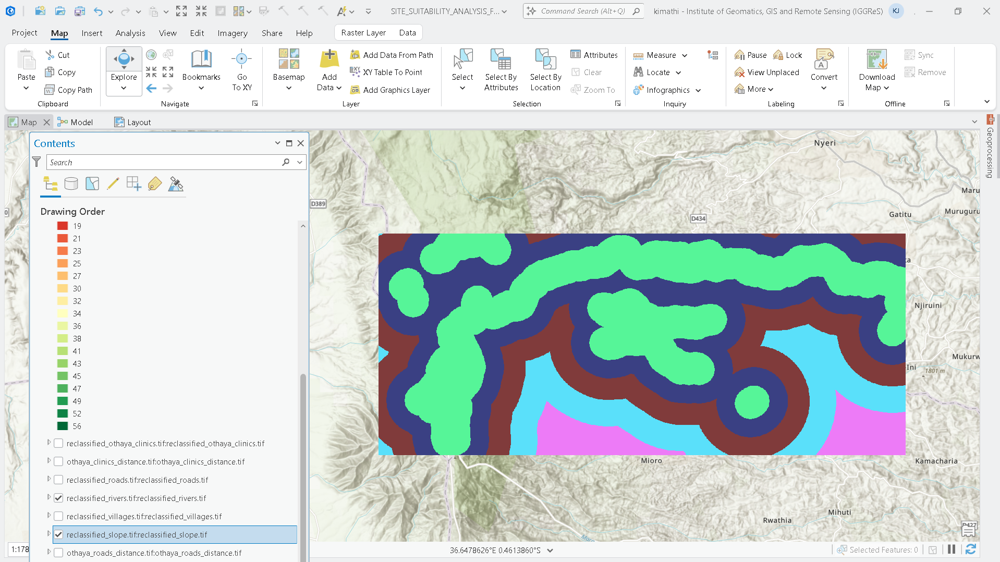 SITE_SUITABILITY_ANALYSIS_F...
Command Search (Alt+Q)
kimathi - Institute of Geomatics, GIS and Remote Sensing (IGGReS)
KJ
Project
Map
Insert
Analysis
View
Edit
Imagery
Share
Help
Raster Layer
Data
Paste
Cut
Copy
Copy Path
Clipboard
Explore
Bookmarks
Go To XY
Navigate
Basemap
Add Data
Add Data From Path
XY Table To Point
Add Graphics Layer
Layer
Select
Select By Attributes
Select By Location
Attributes
Clear
Zoom To
Selection
Measure
Locate
Infographics
Inquiry
Pause
Lock
View Unplaced
More
Convert
Labeling
Download Map
Sync
Remove
Offline
Map
Model
Layout
Geoprocessing
Contents
Search
Drawing Order
19
21
23
25
27
30
32
34
36
38
41
43
45
47
49
52
56
reclassified_othaya_clinics.tif:reclassified_othaya_clinics.tif
othaya_clinics_distance.tif:othaya_clinics_distance.tif
reclassified_roads.tif:reclassified_roads.tif
reclassified_rivers.tif:reclassified_rivers.tif
reclassified_villages.tif:reclassified_villages.tif
reclassified_slope.tif:reclassified_slope.tif
othaya_roads_distance.tif:othaya_roads_distance.tif
Nyeri
D389
Maru
D434
Gatitu
Muruguru
ta
Njiruini
Mukurw
-Ini
1801 m
Mioro
Kamacharia
Mihuti
Rwathia
D427
1:178
36.6478626°E 0.4613860°S
Selected Features: 0